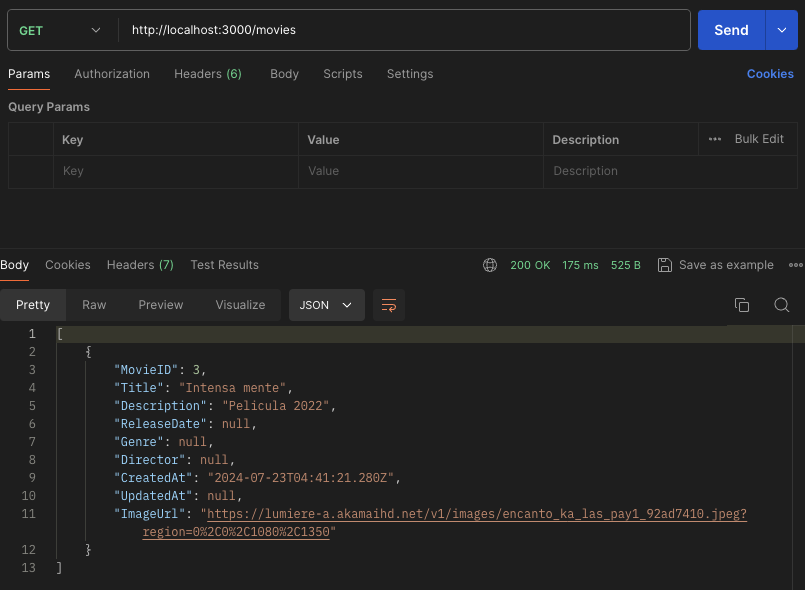 GET http://localhost:3000/movies Send
Params Authorization Headers (6) Body Scripts Settings Cookies
Query Params
Key Value Description ••• Bulk Edit
Key Value Description
Body Cookies Headers (7) Test Results 200 OK 175 ms 525 B Save as example
Pretty Raw Preview Visualize JSON
1 [
2 {
3 "MovieID": 3,
4 "Title": "Intensa mente",
5 "Description": "Pelicula 2022",
6 "ReleaseDate": null,
7 "Genre": null,
8 "Director": null,
9 "CreatedAt": "2024-07-23T04:41:21.280Z",
10 "UpdatedAt": null,
11 "ImageUrl": "https://lumiere-a.akamaihd.net/v1/images/encanto_ka_las_pay1_92ad7410.jpeg?
region=0%2C0%2C1080%2C1350"
12 }
13 ]